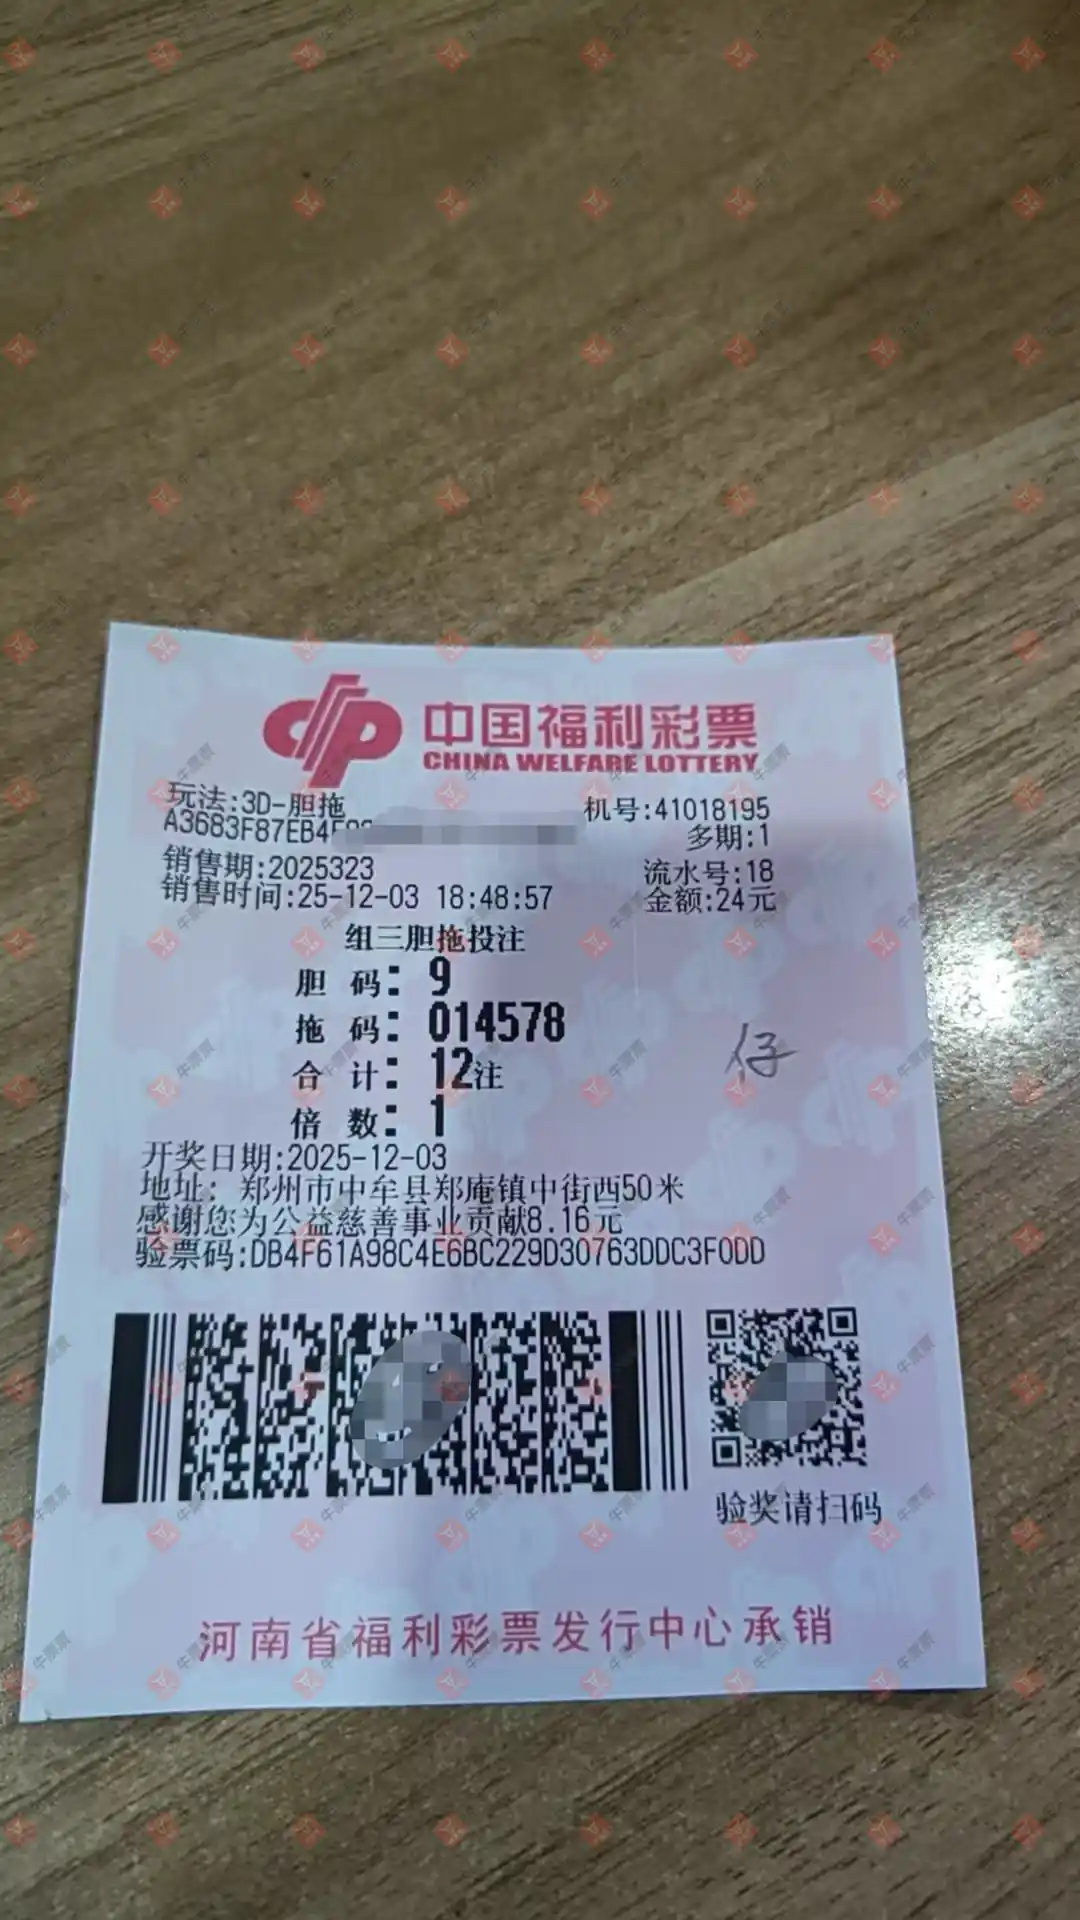 中国福利彩票
CHINA WELFARE LOTTERY
玩法:3D-胆拖
机号:41018195
A3683F87EB4F
多期:1
销售期:2025323
流水号:18
销售时间:25-12-03 18:48:57
金额:24元
组三胆拖投注
胆 码: 9
拖 码: 014578
合 计: 12注
倍 数: 1
仔
开奖日期:2025-12-03
地址: 郑州市中牟县郑庵镇中街西50米
感谢您为公益慈善事业贡献8.16元
验票码:DB4F61A98C4E6BC229D30763DDC3F0DD
验奖请扫码
河南省福利彩票发行中心承销